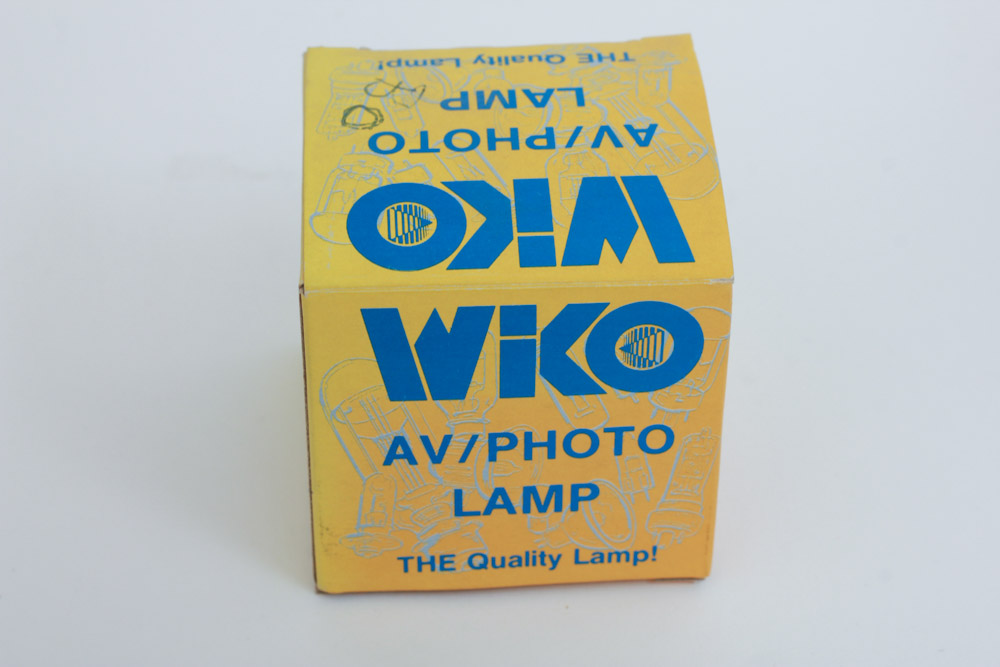 THE Quality Lamp!
LAMP
AV/PHOTO
WiKO
WiKO
AV/PHOTO
LAMP
THE Quality Lamp!